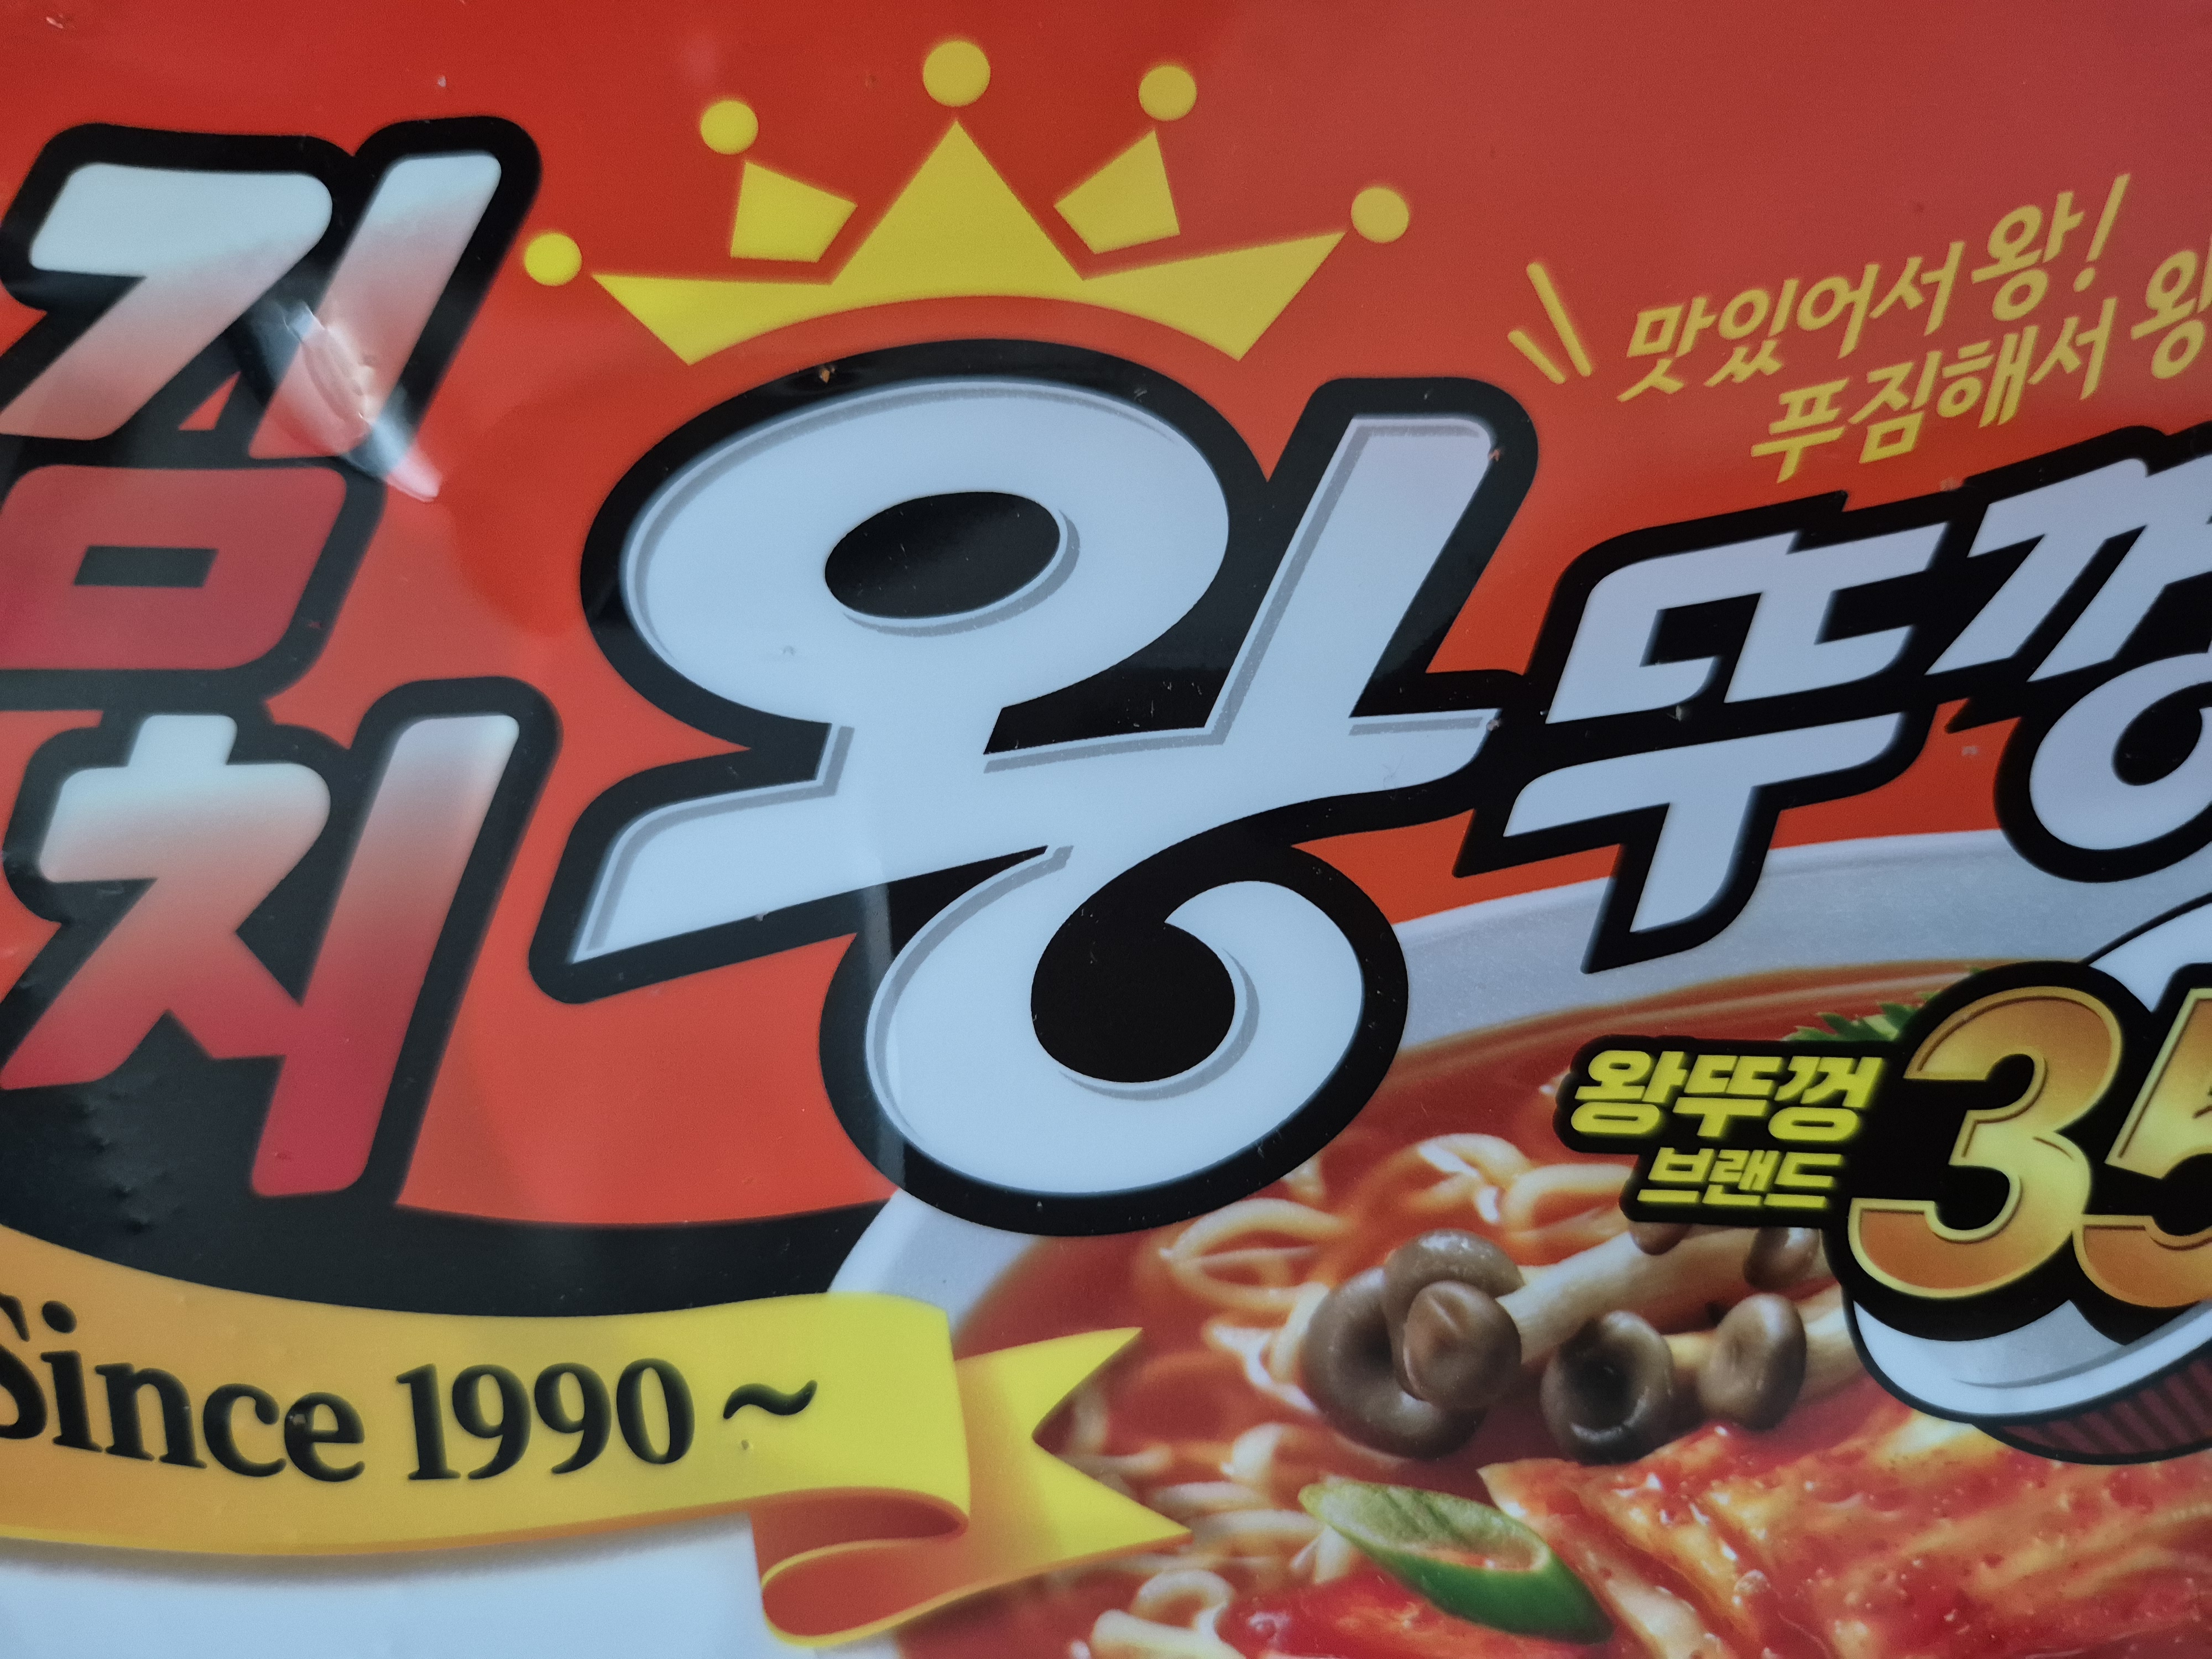 맛있어서 왕!
푸짐해서 왕
김치
왕뚜껑
왕뚜껑
브랜드
35
Since 1990~